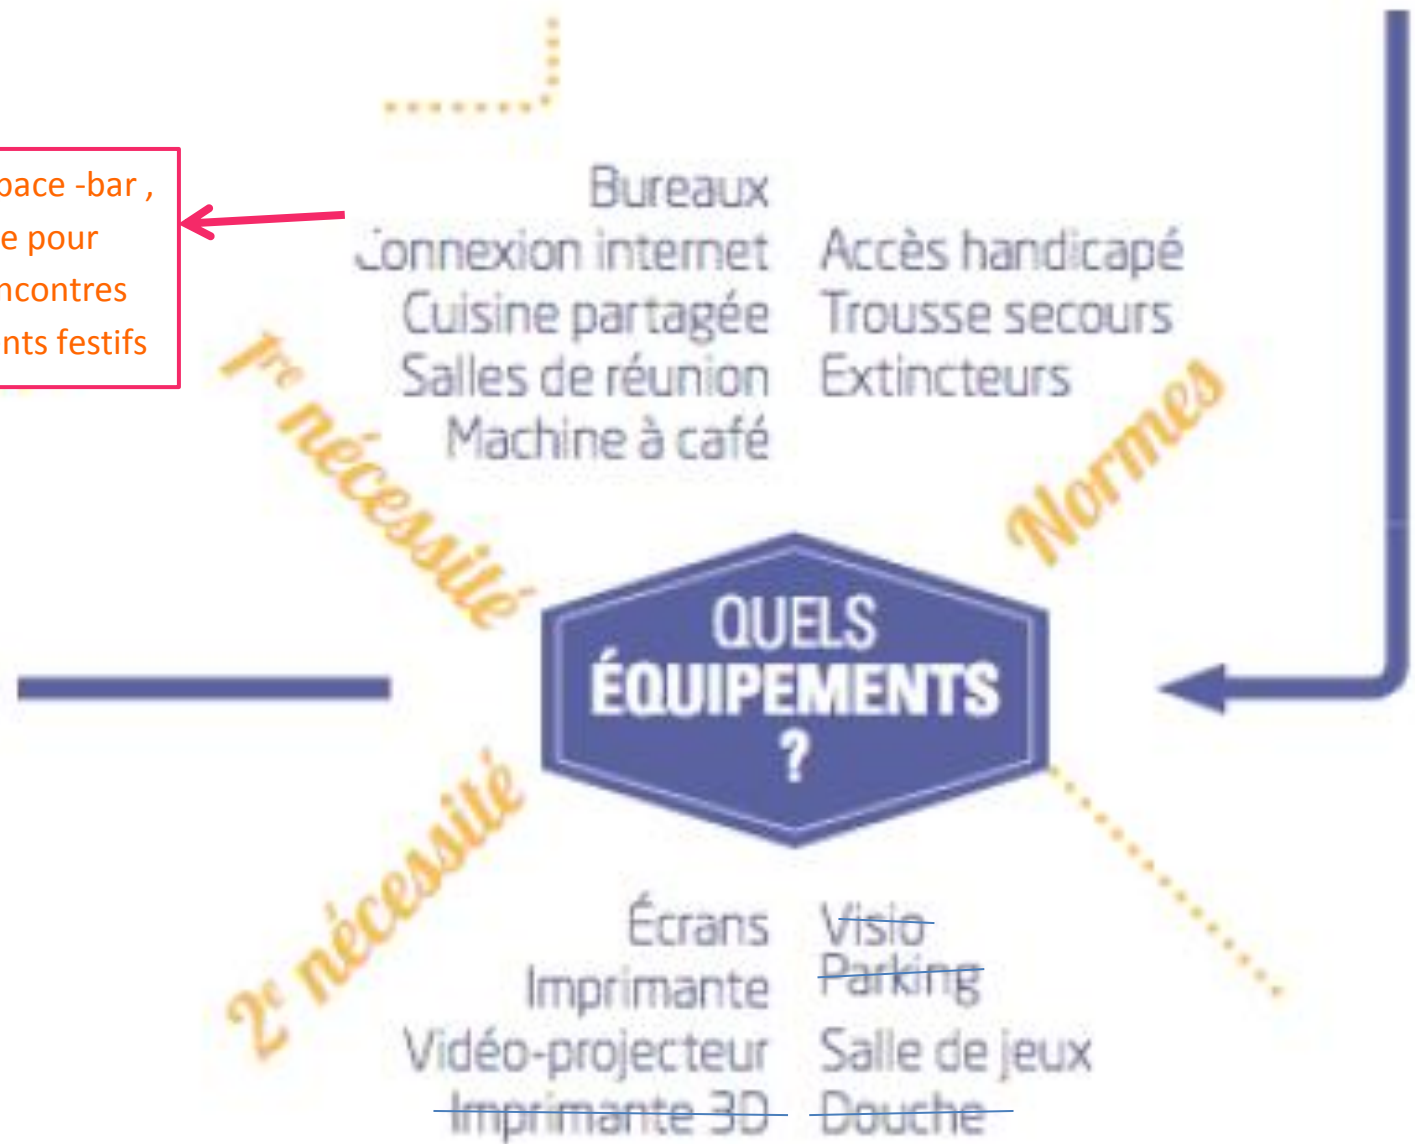 pace -bar ,
e pour
ncontres
nts festifs
Bureaux
Connexion internet
Cuisine partagée
Salles de réunion
Machine à café
Accès handicapé
Trousse secours
Extincteurs
1re nécessité
Normes
QUELS
ÉQUIPEMENTS
?
2e nécessité
Écrans
Imprimante
Vidéo-projecteur
Imprimante 3D
Visio
Parking
Salle de jeux
Douche